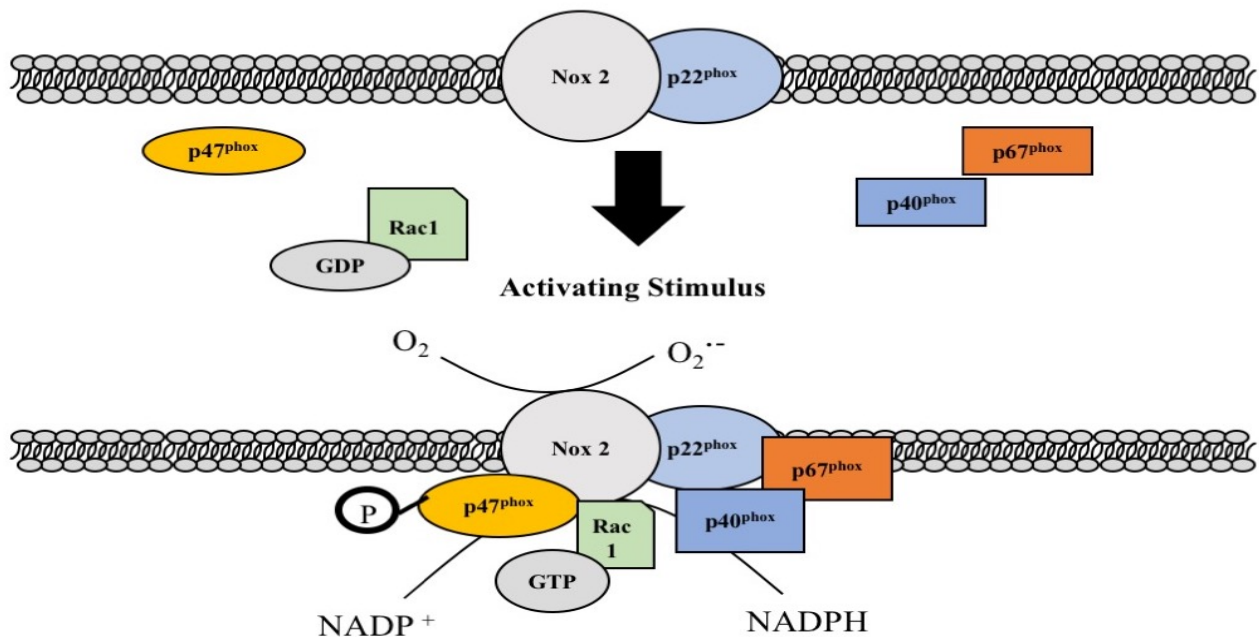 Nox 2
p22phox
p47phox
p67phox
p40phox
Rac1
GDP
Activating Stimulus
O2
O2·-
Nox 2
p22phox
p67phox
P
p47phox
p40phox
Rac
1
GTP
NADP +
NADPH